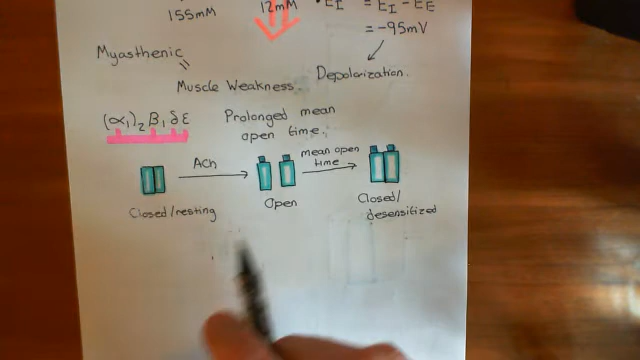 155mM
12mM
• E_I = E_I - E_E
= -95mV
Myasthenic
=
Muscle Weakness.
Depolarization.
(α₁)₂ β₁ δ ε
Prolonged mean
open time.
ACh
mean open
time
Closed/resting
Open
Closed/
desensitized